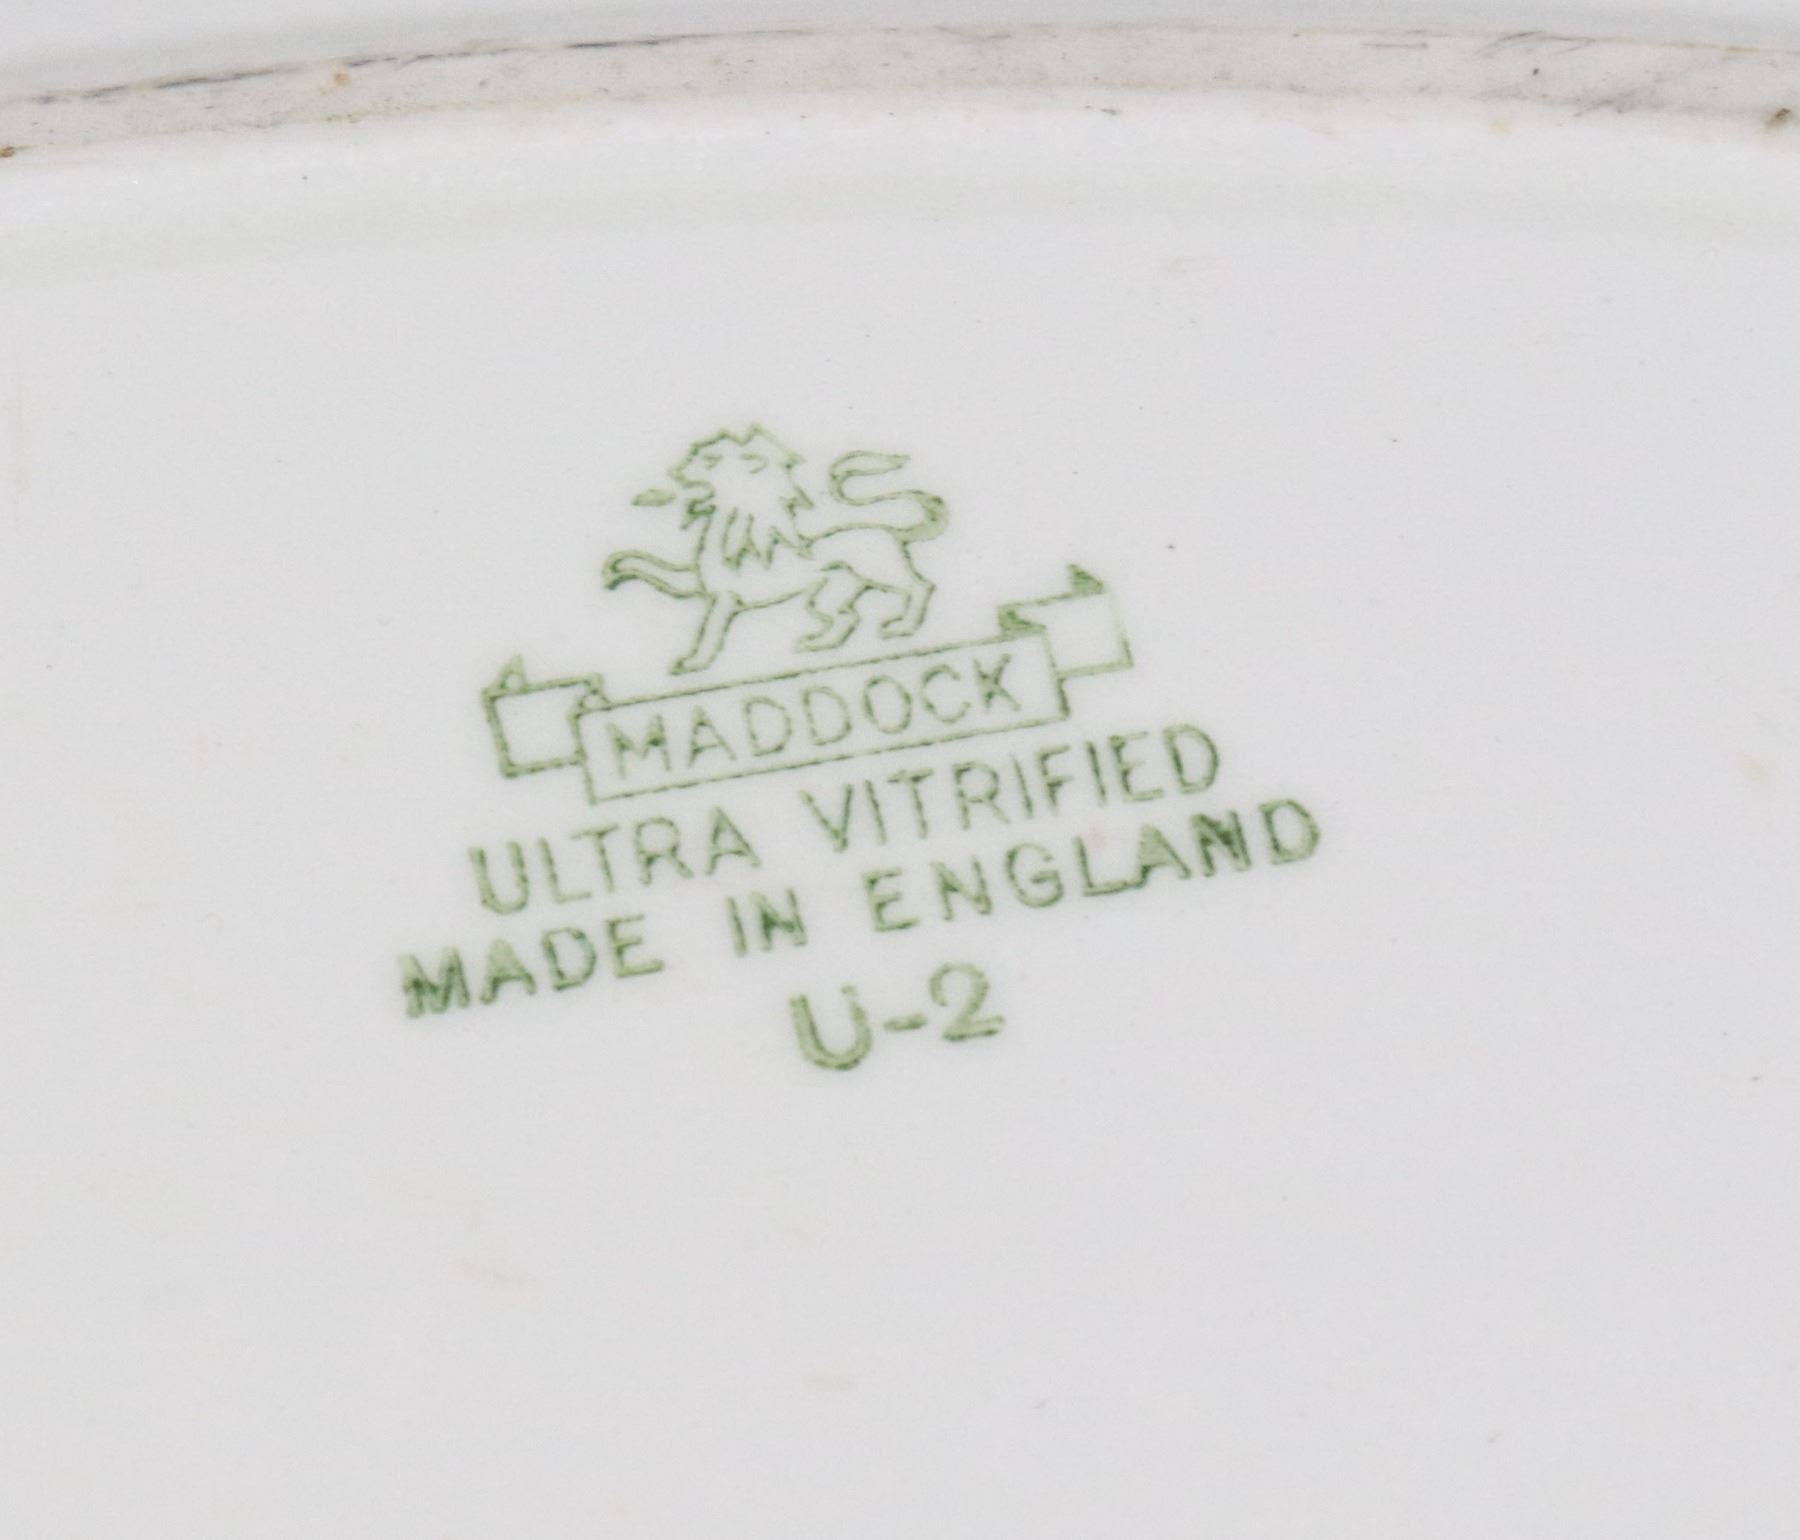 MADDOCK
ULTRA VITRIFIED
MADE IN ENGLAND
U-2